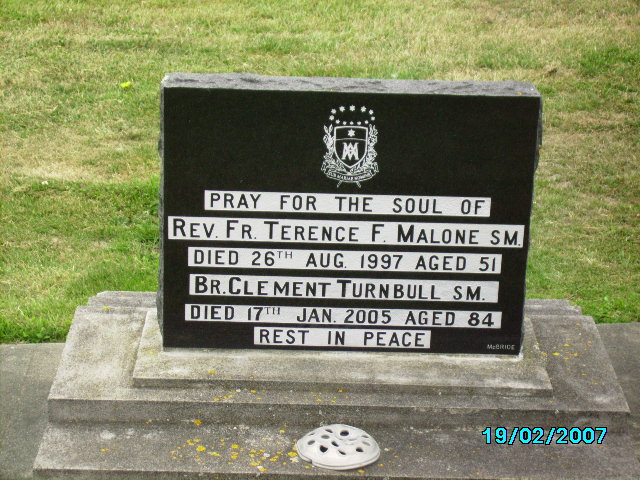 PRAY FOR THE SOUL OF
REV. FR. TERENCE F. MALONE SM.
DIED 26TH AUG. 1997 AGED 51
BR. CLEMENT TURNBULL SM.
DIED 17TH JAN. 2005 AGED 84
REST IN PEACE
McBRIDE
19/02/2007